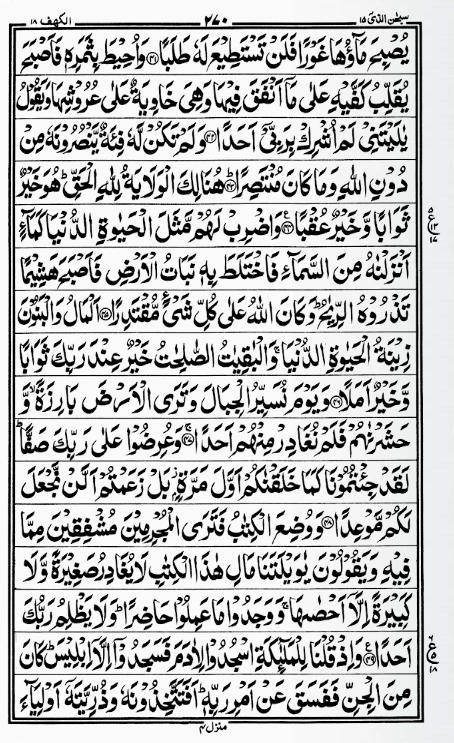 سبحٰن الذی ١٥ ٢٧٠ الكهف ١٨
يُصْبِحَ مَآؤُهَا غَوْرًا فَلَنْ تَسْتَطِيْعَ لَهٗ طَلَبًا ﴿٤١﴾ وَاُحِيْطَ بِثَمَرِهٖ فَاَصْبَحَ
يُقَلِّبُ كَفَّيْهِ عَلٰى مَآ اَنْفَقَ فِيْهَا وَهِيَ خَاوِيَةٌ عَلٰى عُرُوْشِهَا وَيَقُوْلُ
يٰلَيْتَنِيْ لَمْ اُشْرِكْ بِرَبِّيْٓ اَحَدًا ﴿٤٢﴾ وَلَمْ تَكُنْ لَّهٗ فِئَةٌ يَّنْصُرُوْنَهٗ مِنْ
دُوْنِ اللّٰهِ وَمَا كَانَ مُنْتَصِرًا ﴿٤٣﴾ هُنَالِكَ الْوَلَايَةُ لِلّٰهِ الْحَقِّ ؕ هُوَ خَيْرٌ
ثَوَابًا وَّخَيْرٌ عُقْبًا ﴿٤٤﴾ وَاضْرِبْ لَهُمْ مَّثَلَ الْحَيٰوةِ الدُّنْيَا كَمَآءٍ
اَنْزَلْنٰهُ مِنَ السَّمَآءِ فَاخْتَلَطَ بِهٖ نَبَاتُ الْاَرْضِ فَاَصْبَحَ هَشِيْمًا
تَذْرُوْهُ الرِّيٰحُ ؕ وَكَانَ اللّٰهُ عَلٰى كُلِّ شَيْءٍ مُّقْتَدِرًا ﴿٤٥﴾ اَلْمَالُ وَالْبَنُوْنَ
زِيْنَةُ الْحَيٰوةِ الدُّنْيَا ۚ وَالْبٰقِيٰتُ الصّٰلِحٰتُ خَيْرٌ عِنْدَ رَبِّكَ ثَوَابًا
وَّخَيْرٌ اَمَلًا ﴿٤٦﴾ وَيَوْمَ نُسَيِّرُ الْجِبَالَ وَتَرَى الْاَرْضَ بَارِزَةً ۙ وَّ
حَشَرْنٰهُمْ فَلَمْ نُغَادِرْ مِنْهُمْ اَحَدًا ﴿٤٧﴾ وَعُرِضُوْا عَلٰى رَبِّكَ صَفًّا ؕ
لَقَدْ جِئْتُمُوْنَا كَمَا خَلَقْنٰكُمْ اَوَّلَ مَرَّةٍۭ ؗ بَلْ زَعَمْتُمْ اَلَّنْ نَّجْعَلَ
لَكُمْ مَّوْعِدًا ﴿٤٨﴾ وَوُضِعَ الْكِتٰبُ فَتَرَى الْمُجْرِمِيْنَ مُشْفِقِيْنَ مِمَّا
فِيْهِ وَيَقُوْلُوْنَ يٰوَيْلَتَنَا مَالِ هٰذَا الْكِتٰبِ لَا يُغَادِرُ صَغِيْرَةً وَّلَا
كَبِيْرَةً اِلَّآ اَحْصٰىهَا ۚ وَوَجَدُوْا مَا عَمِلُوْا حَاضِرًا ؕ وَلَا يَظْلِمُ رَبُّكَ
اَحَدًا ﴿٤٩﴾ وَاِذْ قُلْنَا لِلْمَلٰٓئِكَةِ اسْجُدُوْا لِاٰدَمَ فَسَجَدُوْٓا اِلَّآ اِبْلِيْسَ ؕ كَانَ
مِنَ الْجِنِّ فَفَسَقَ عَنْ اَمْرِ رَبِّهٖ ؕ اَفَتَتَّخِذُوْنَهٗ وَذُرِّيَّتَهٗٓ اَوْلِيَآءَ
منزل ٤